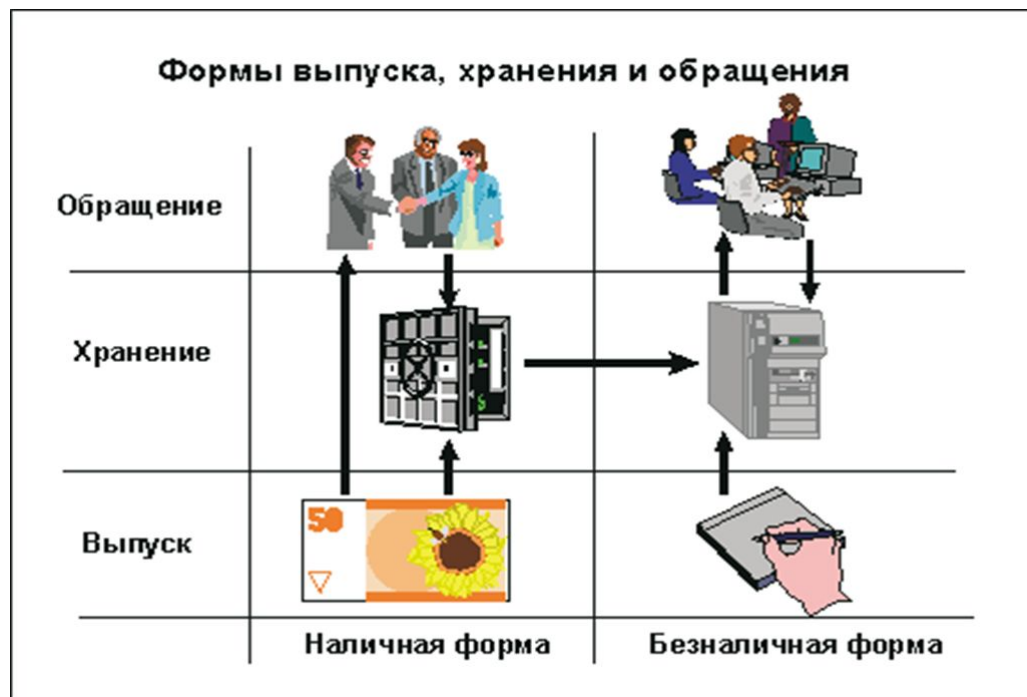 Формы выпуска, хранения и обращения
Обращение
Хранение
Выпуск
50
Наличная форма
Безналичная форма